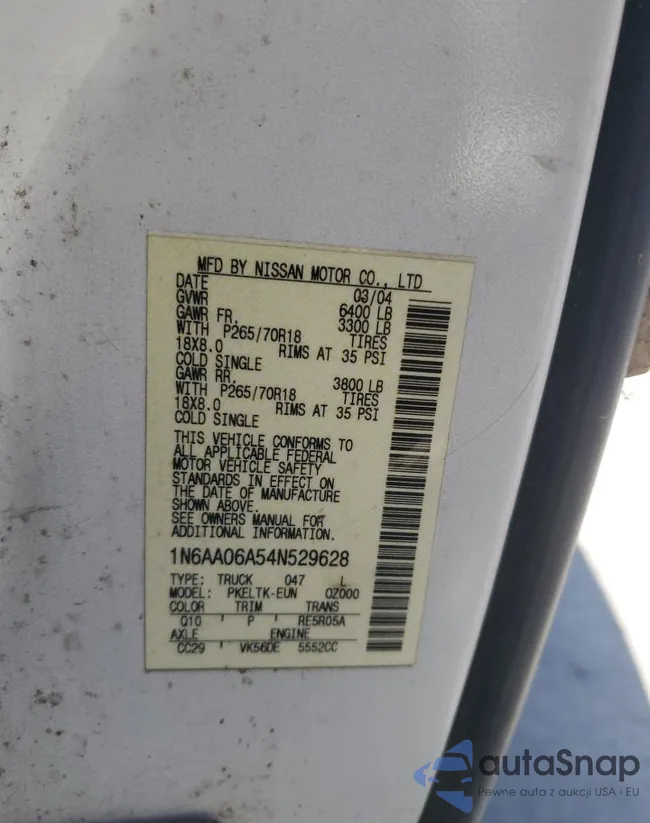 MFD BY NISSAN MOTOR CO., LTD
DATE 03/04
GVWR 6400 LB
GAWR FR. 3300 LB
WITH P265/70R18 TIRES
18X8.0 RIMS AT 35 PSI
COLD SINGLE
GAWR RR. 3800 LB
WITH P265/70R18 TIRES
18X8.0 RIMS AT 35 PSI
COLD SINGLE
THIS VEHICLE CONFORMS TO
ALL APPLICABLE FEDERAL
MOTOR VEHICLE SAFETY
STANDARDS IN EFFECT ON
THE DATE OF MANUFACTURE
SHOWN ABOVE.
SEE OWNERS MANUAL FOR
ADDITIONAL INFORMATION.
1N6AA06A54N529628
TYPE: TRUCK 047 L
MODEL: PKELTK-EUN 0Z000
COLOR TRIM TRANS
Q10 P RE5R05A
AXLE ENGINE
CC29 VK56DE 5552CC
autoSnap
Pewne auto z aukcji USA i EU